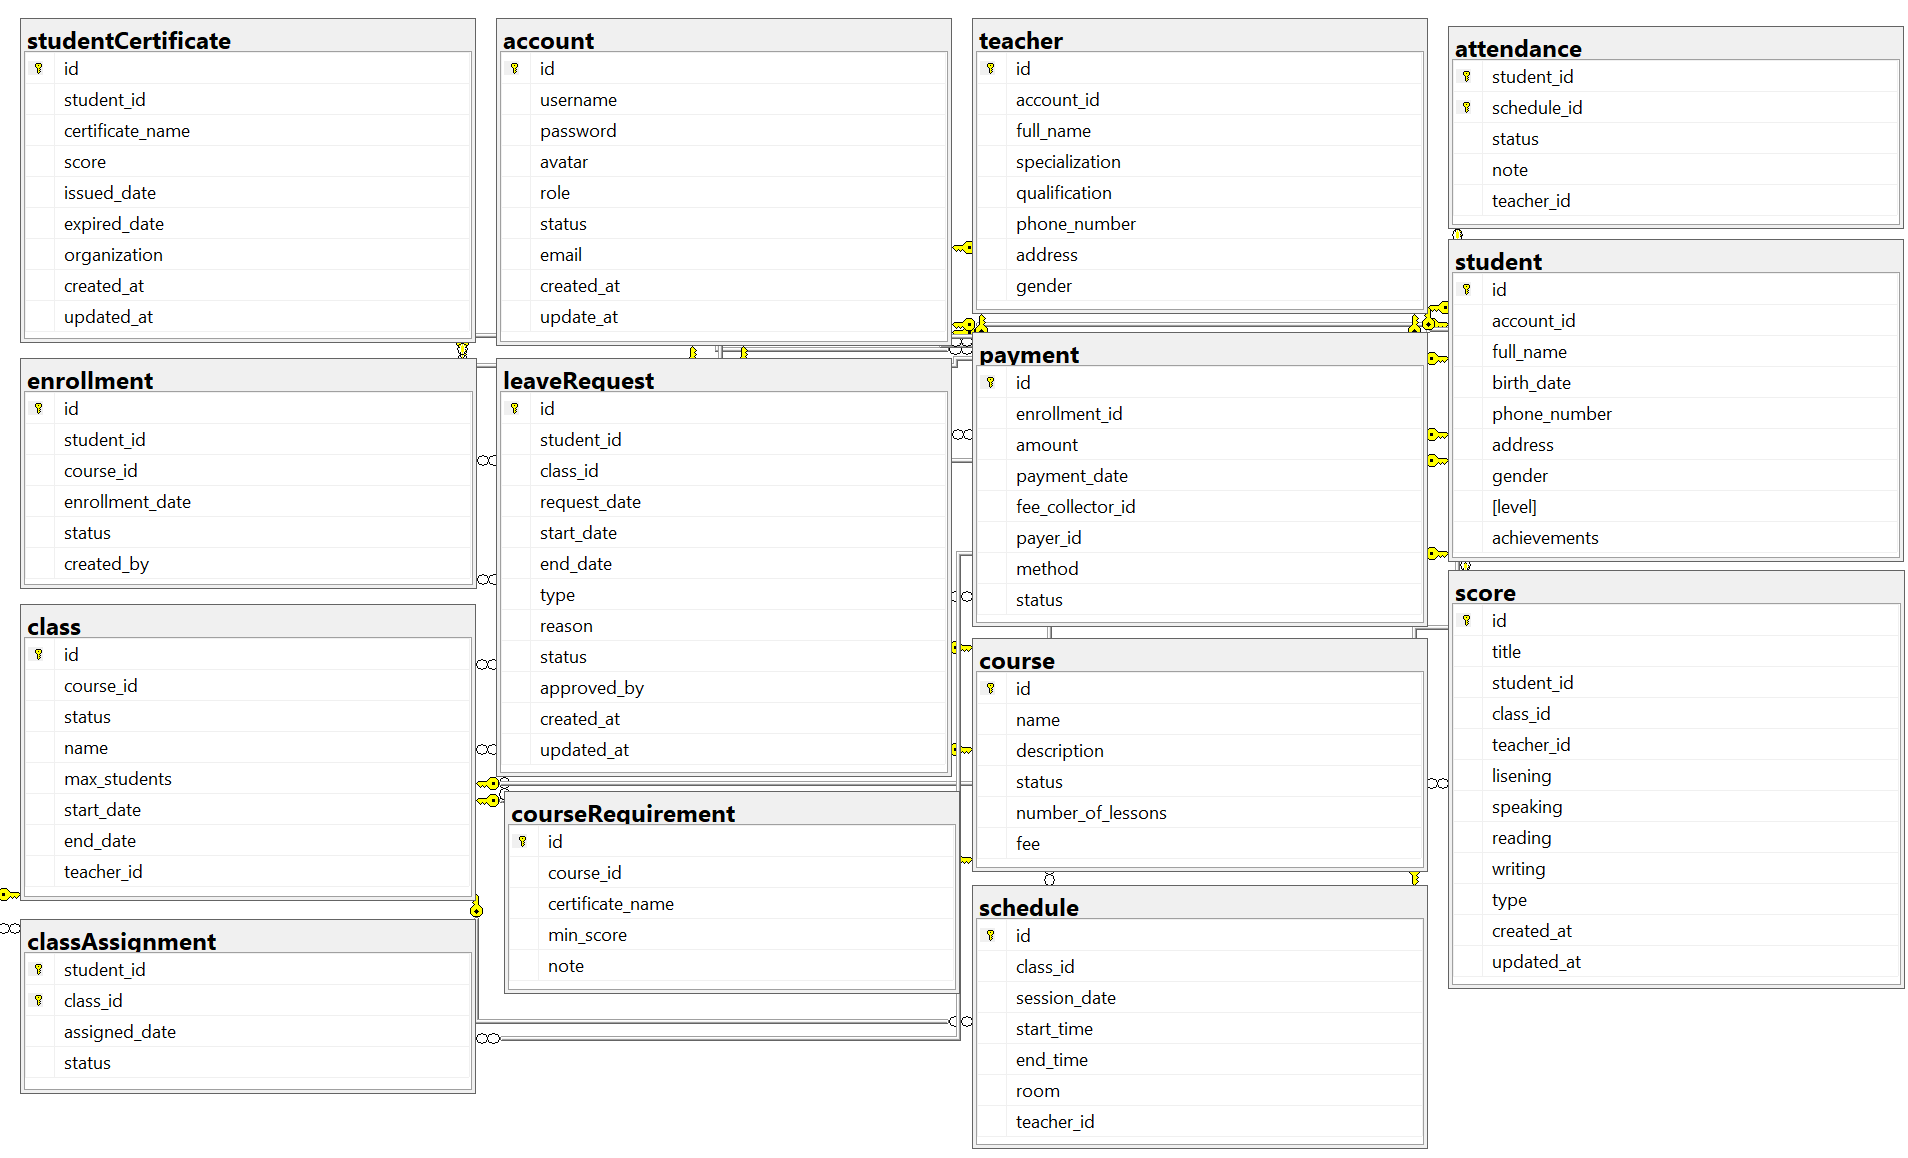 studentCertificate
id
student_id
certificate_name
score
issued_date
expired_date
organization
created_at
updated_at
enrollment
id
student_id
course_id
enrollment_date
status
created_by
class
id
course_id
status
name
max_students
start_date
end_date
teacher_id
classAssignment
student_id
class_id
assigned_date
status
account
id
username
password
avatar
role
status
email
created_at
update_at
leaveRequest
id
student_id
class_id
request_date
start_date
end_date
type
reason
status
approved_by
created_at
updated_at
courseRequirement
id
course_id
certificate_name
min_score
note
teacher
id
account_id
full_name
specialization
qualification
phone_number
address
gender
payment
id
enrollment_id
amount
payment_date
fee_collector_id
payer_id
method
status
course
id
name
description
status
number_of_lessons
fee
schedule
id
class_id
session_date
start_time
end_time
room
teacher_id
attendance
student_id
schedule_id
status
note
teacher_id
student
id
account_id
full_name
birth_date
phone_number
address
gender
[level]
achievements
score
id
title
student_id
class_id
teacher_id
lisening
speaking
reading
writing
type
created_at
updated_at